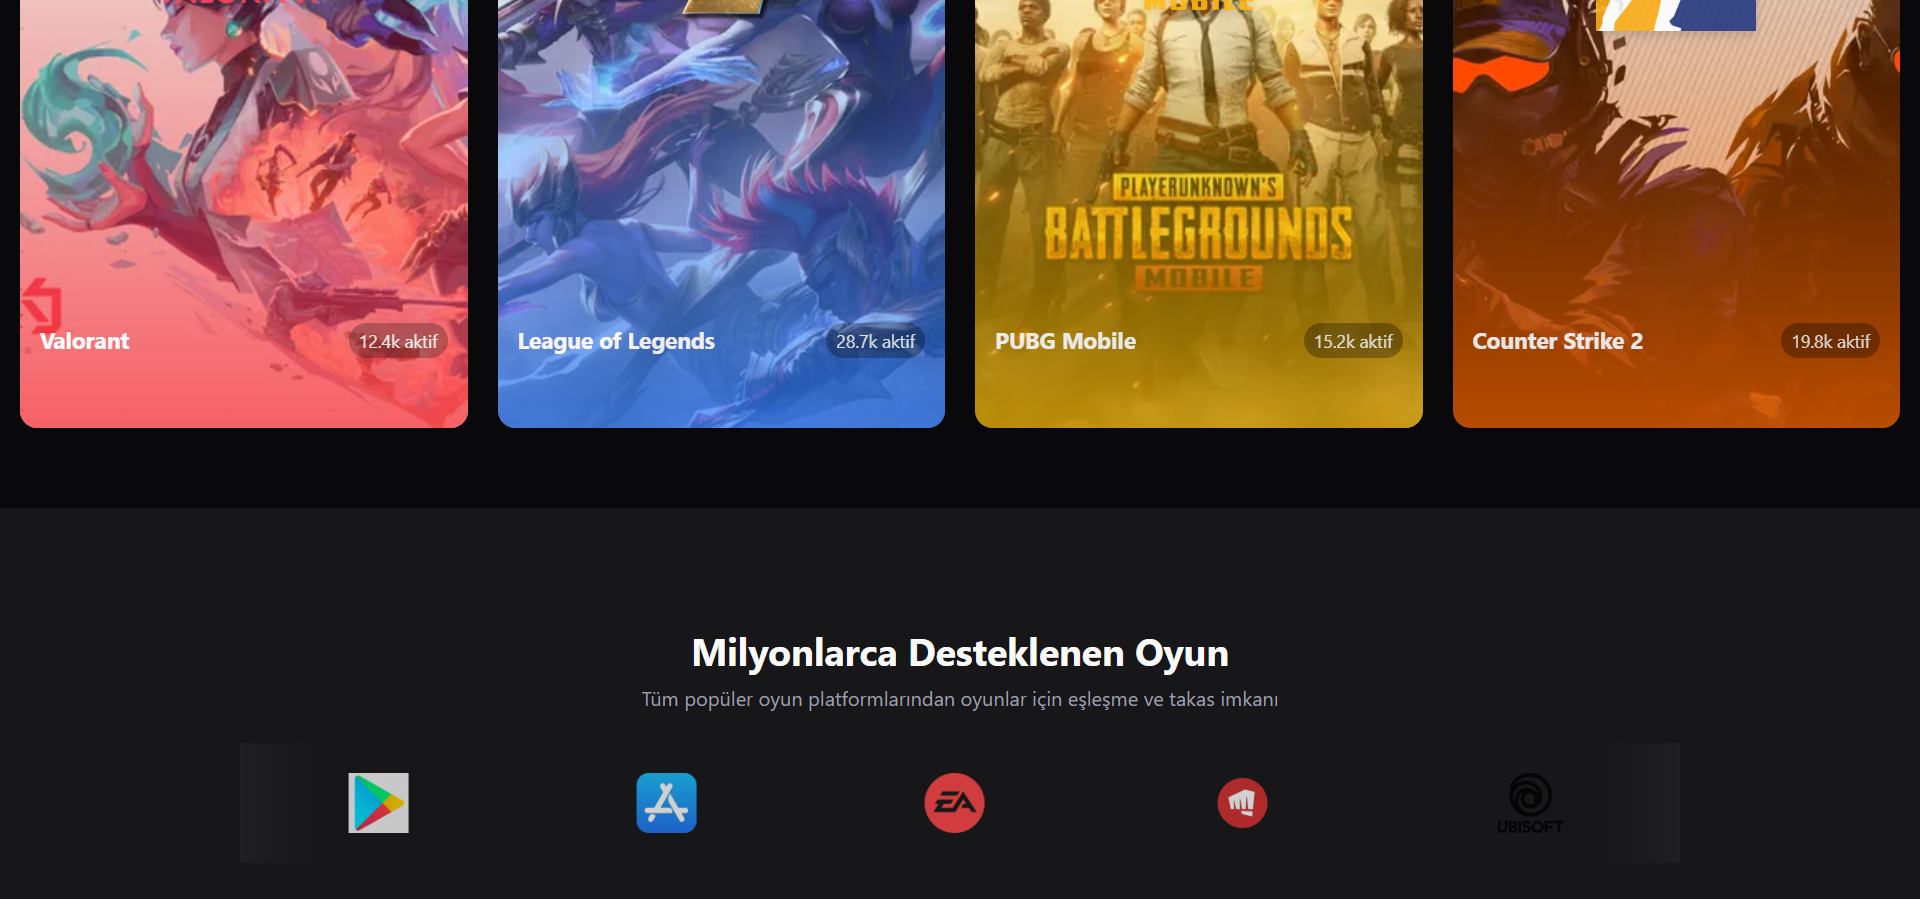 MOBILE
PLAYERUNKNOWN'S
BATTLEGROUNDS
MOBILE
Valorant
12.4k aktif
League of Legends
28.7k aktif
PUBG Mobile
15.2k aktif
Counter Strike 2
19.8k aktif
Milyonlarca Desteklenen Oyun
Tüm popüler oyun platformlarından oyunlar için eşleşme ve takas imkanı
EA
UBISOFT